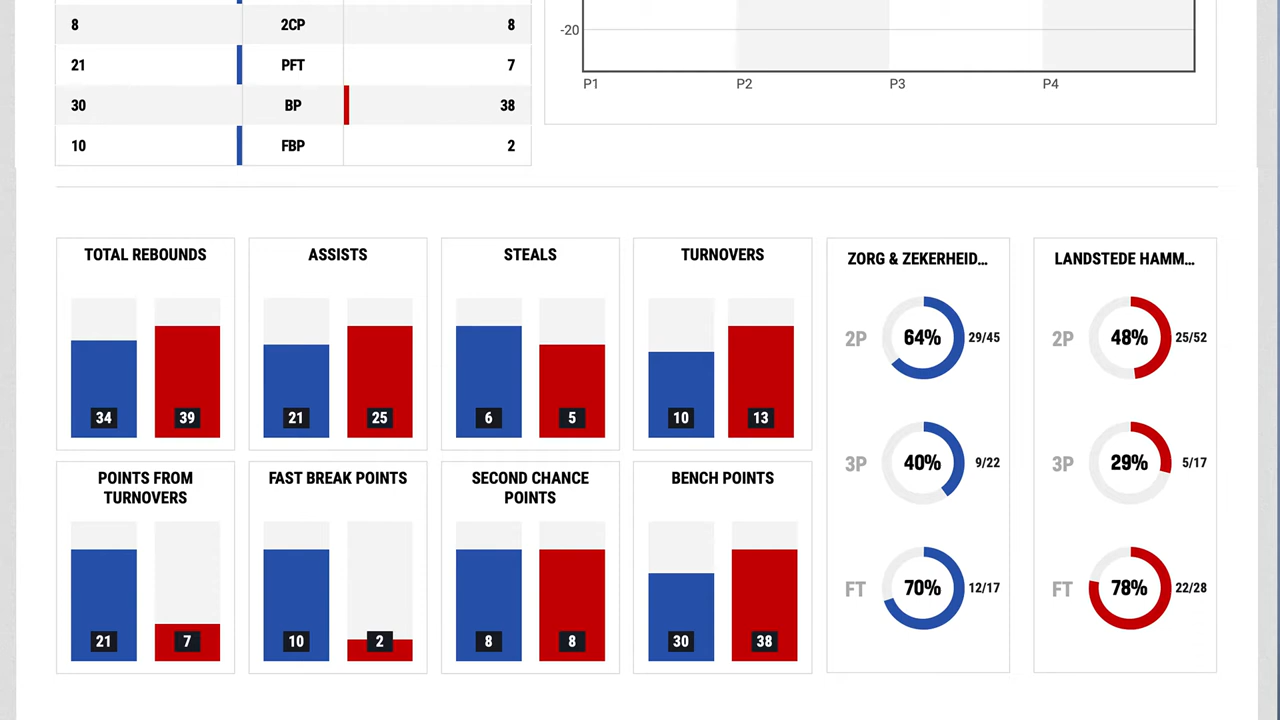 8 2CP 8
21 PFT 7
30 BP 38
10 FBP 2
-20
P1 P2 P3 P4
TOTAL REBOUNDS
34 39
ASSISTS
21 25
STEALS
6 5
TURNOVERS
10 13
POINTS FROM
TURNOVERS
21 7
FAST BREAK POINTS
10 2
SECOND CHANCE
POINTS
8 8
BENCH POINTS
30 38
ZORG & ZEKERHEID...
2P 64% 29/45
3P 40% 9/22
FT 70% 12/17
LANDSTEDE HAMM...
2P 48% 25/52
3P 29% 5/17
FT 78% 22/28